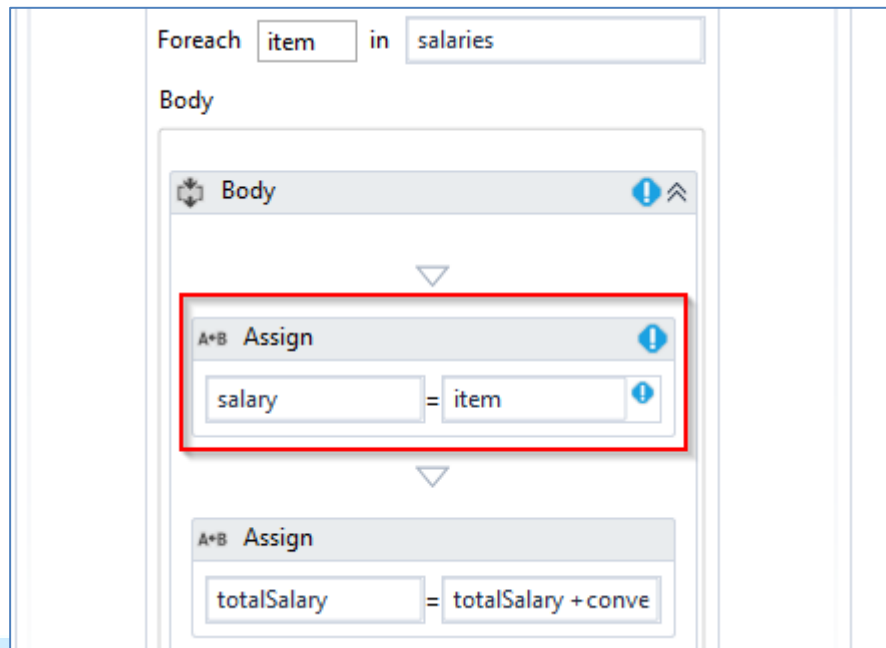 Foreach item in salaries
Body
Body
A+B Assign
salary = item
A+B Assign
totalSalary = totalSalary +conve